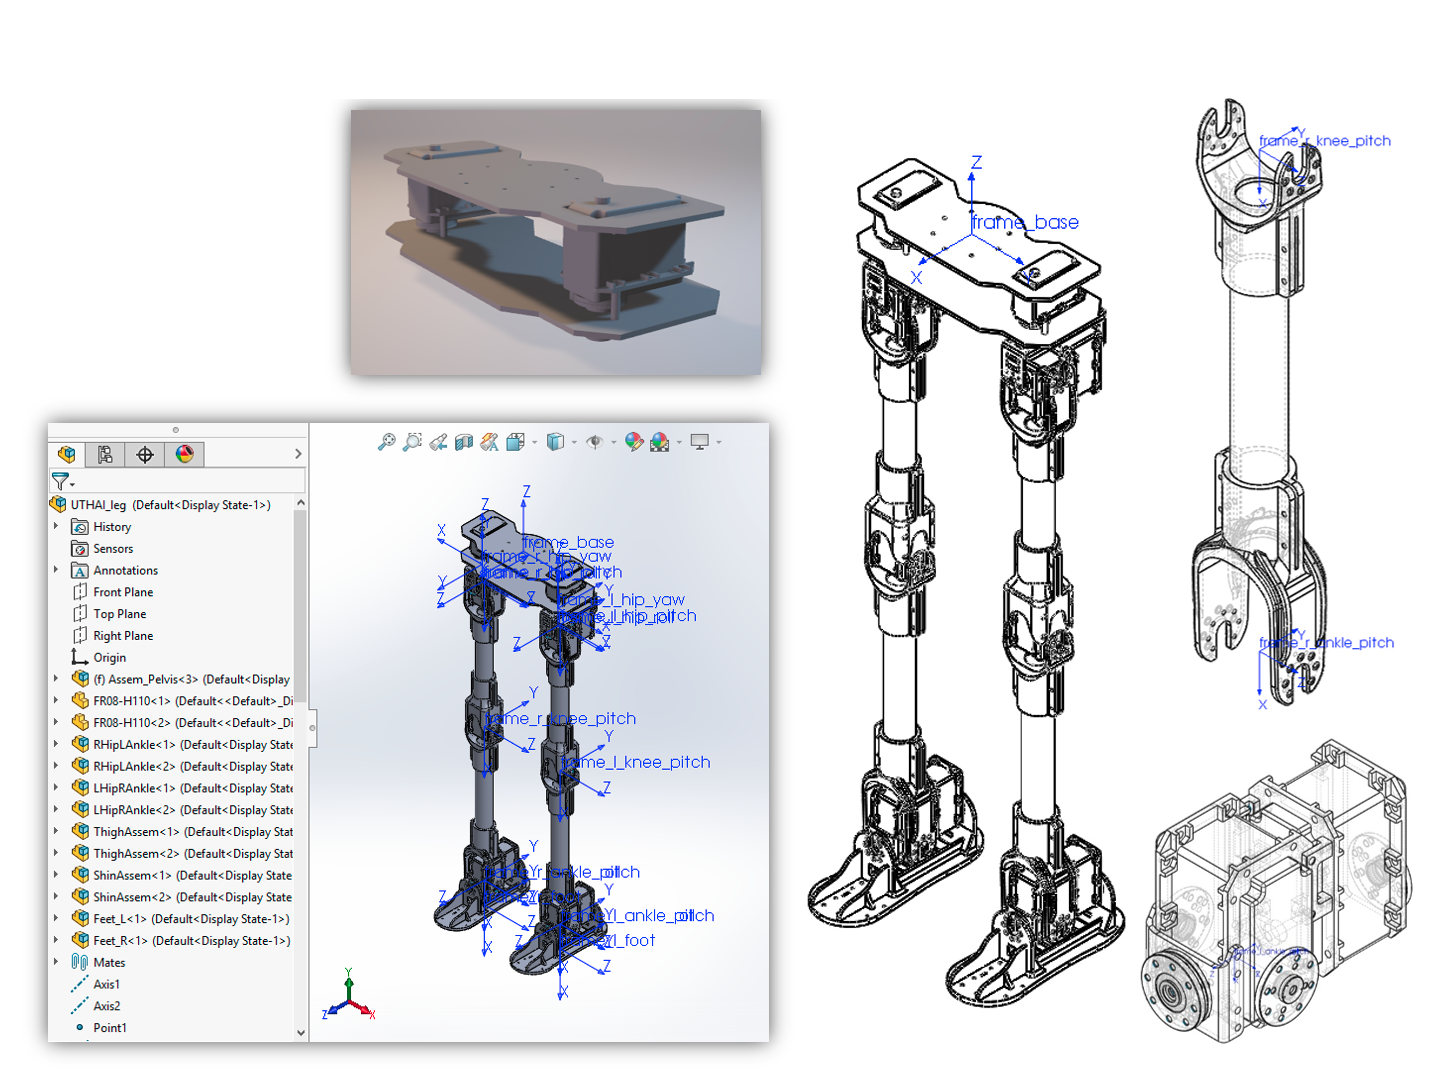 UTHAI_leg (Default<Display State-1>)
History
Sensors
Annotations
Front Plane
Top Plane
Right Plane
Origin
(f) Assem_Pelvis<3> (Default<Display
FR08-H110<1> (Default<<Default>_Di
FR08-H110<2> (Default<<Default>_Di
RHipLAnkle<1> (Default<Display State
RHipLAnkle<2> (Default<Display State
LHipRAnkle<1> (Default<Display State
LHipRAnkle<2> (Default<Display State
ThighAssem<1> (Default<Display Stat
ThighAssem<2> (Default<Display Stat
ShinAssem<1> (Default<Display State
ShinAssem<2> (Default<Display State
Feet_L<1> (Default<Display State-1>)
Feet_R<1> (Default<Display State-1>)
Mates
Axis1
Axis2
Point1
Z
Z
X
frame_base
frame_r_hip_yaw
Y
Z
frame_l_hip_yaw
Z
Y
frame_r_knee_pitch
Z
Y
frame_l_knee_pitch
Z
Y
Z
Y
X
frame_l_foot
Z
X
X
Y
Z
X
Z
frame_base
X
Y
Y
frame_r_knee_pitch
Z
X
Y
frame_r_ankle_pitch
Z
X